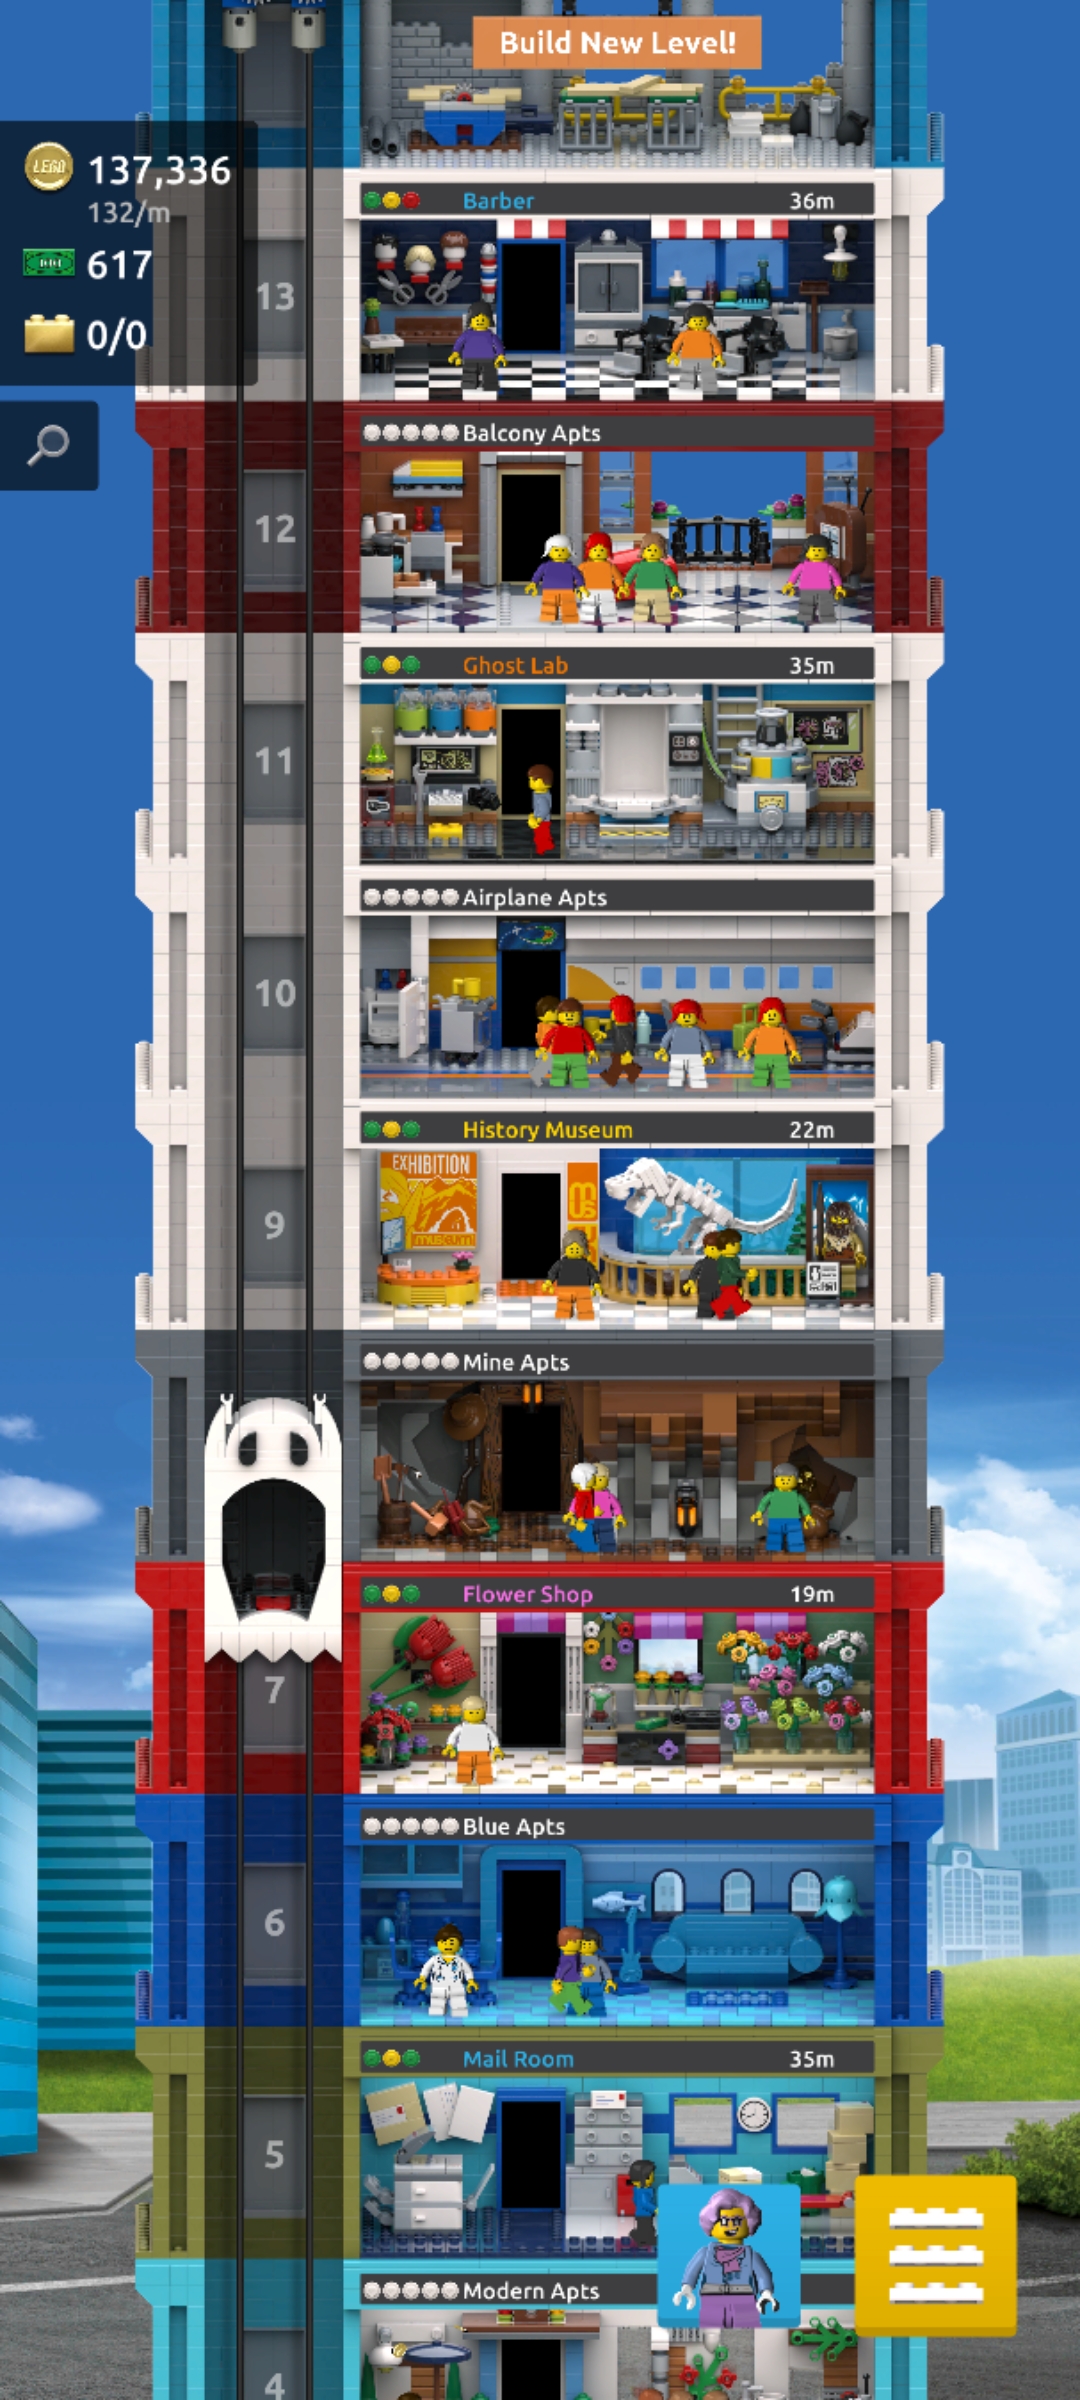 Build New Level!
LEGO
137,336
132/m
617
0/0
Barber 36m
13
Balcony Apts
12
Ghost Lab 35m
11
Airplane Apts
10
History Museum 22m
EXHIBITION
museum
9
Mine Apts
Flower Shop 19m
7
Blue Apts
6
Mail Room 35m
5
Modern Apts
4